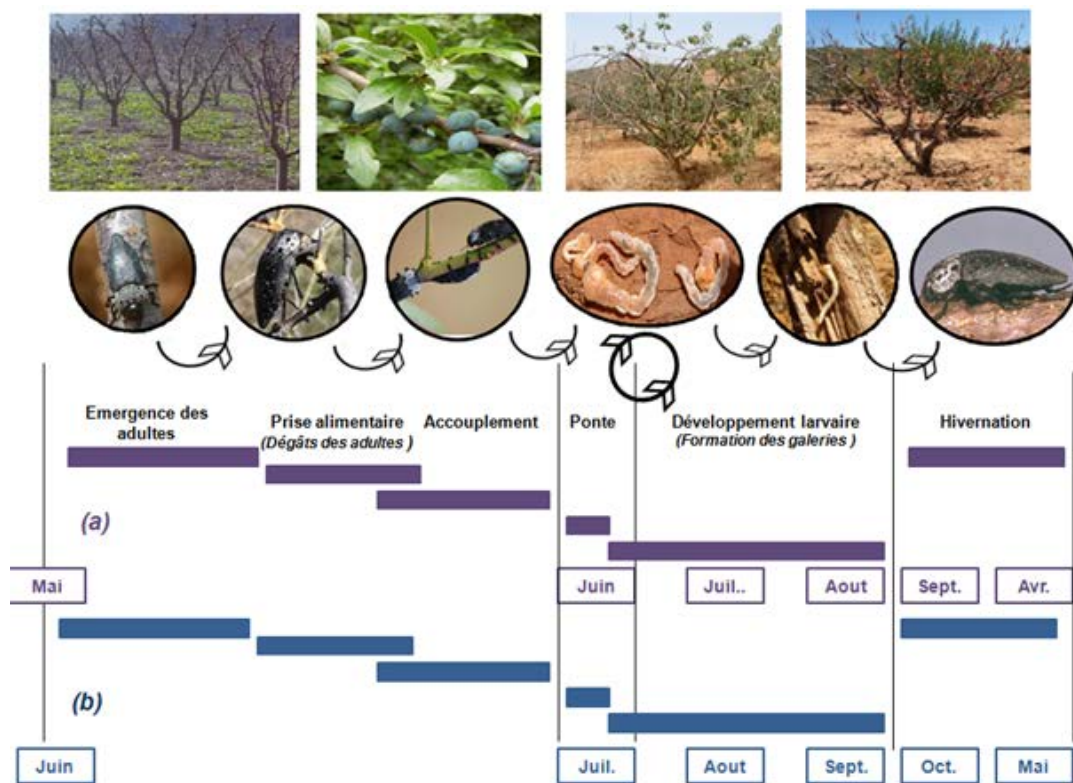 Emergence des
adultes
Prise alimentaire
(Dégâts des adultes )
Accouplement
Ponte
Développement larvaire
(Formation des galeries )
Hivernation
(a)
Mai
Juin
Juil..
Aout
Sept.
Avr.
(b)
Juin
Juil.
Aout
Sept.
Oct.
Mai